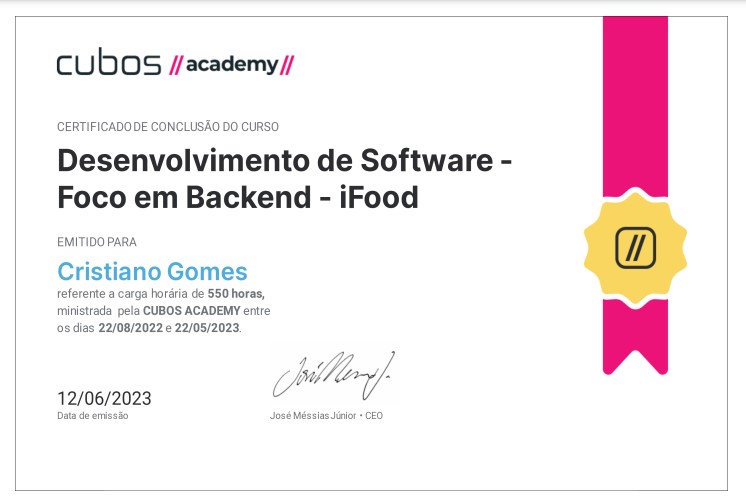 cubos //academy//
CERTIFICADO DE CONCLUSÃO DO CURSO
Desenvolvimento de Software -
Foco em Backend - iFood
EMITIDO PARA
Cristiano Gomes
referente a carga horária de 550 horas,
ministrada pela CUBOS ACADEMY entre
os dias 22/08/2022 e 22/05/2023.
12/06/2023
Data de emissão
José Méssias Júnior • CEO